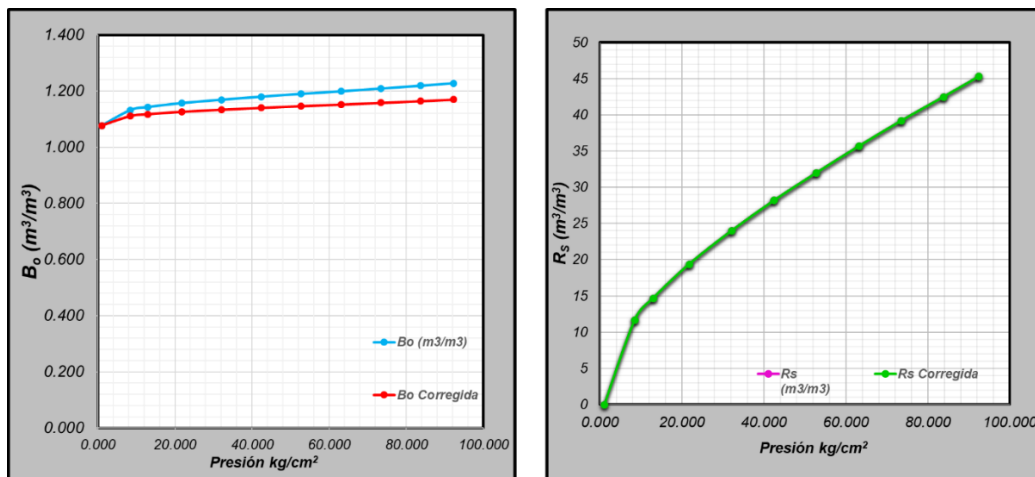 1.400
1.200
1.000
0.800
0.600
0.400
0.200
0.000
Bo (m³/m³)
Bo (m3/m3)
Bo Corregida
0.000 20.000 40.000 60.000 80.000 100.000
Presión kg/cm²
50
45
40
35
30
25
20
15
10
5
0
Rs (m³/m³)
Rs
(m3/m3)
Rs Corregida
0.000 20.000 40.000 60.000 80.000 100.000
Presión kg/cm²